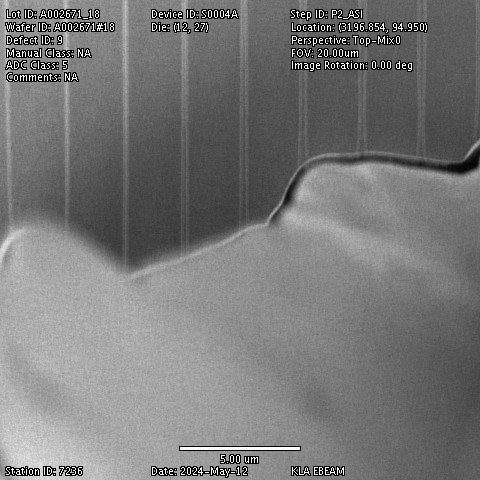 Lot ID: A002671_18
Wafer ID: A002671#18
Defect ID: 9
Manual Class: NA
ADC Class: 5
Comments: NA
Device ID: S0004A
Die: (12, 27)
Step ID: P2_ASI
Location: (3196.854, 94.950)
Perspective: Top-Mix0
FOV: 20.00um
Image Rotation: 0.00 deg
5.00 um
Station ID: 7236
Date: 2024-May-12
KLA EBEAM